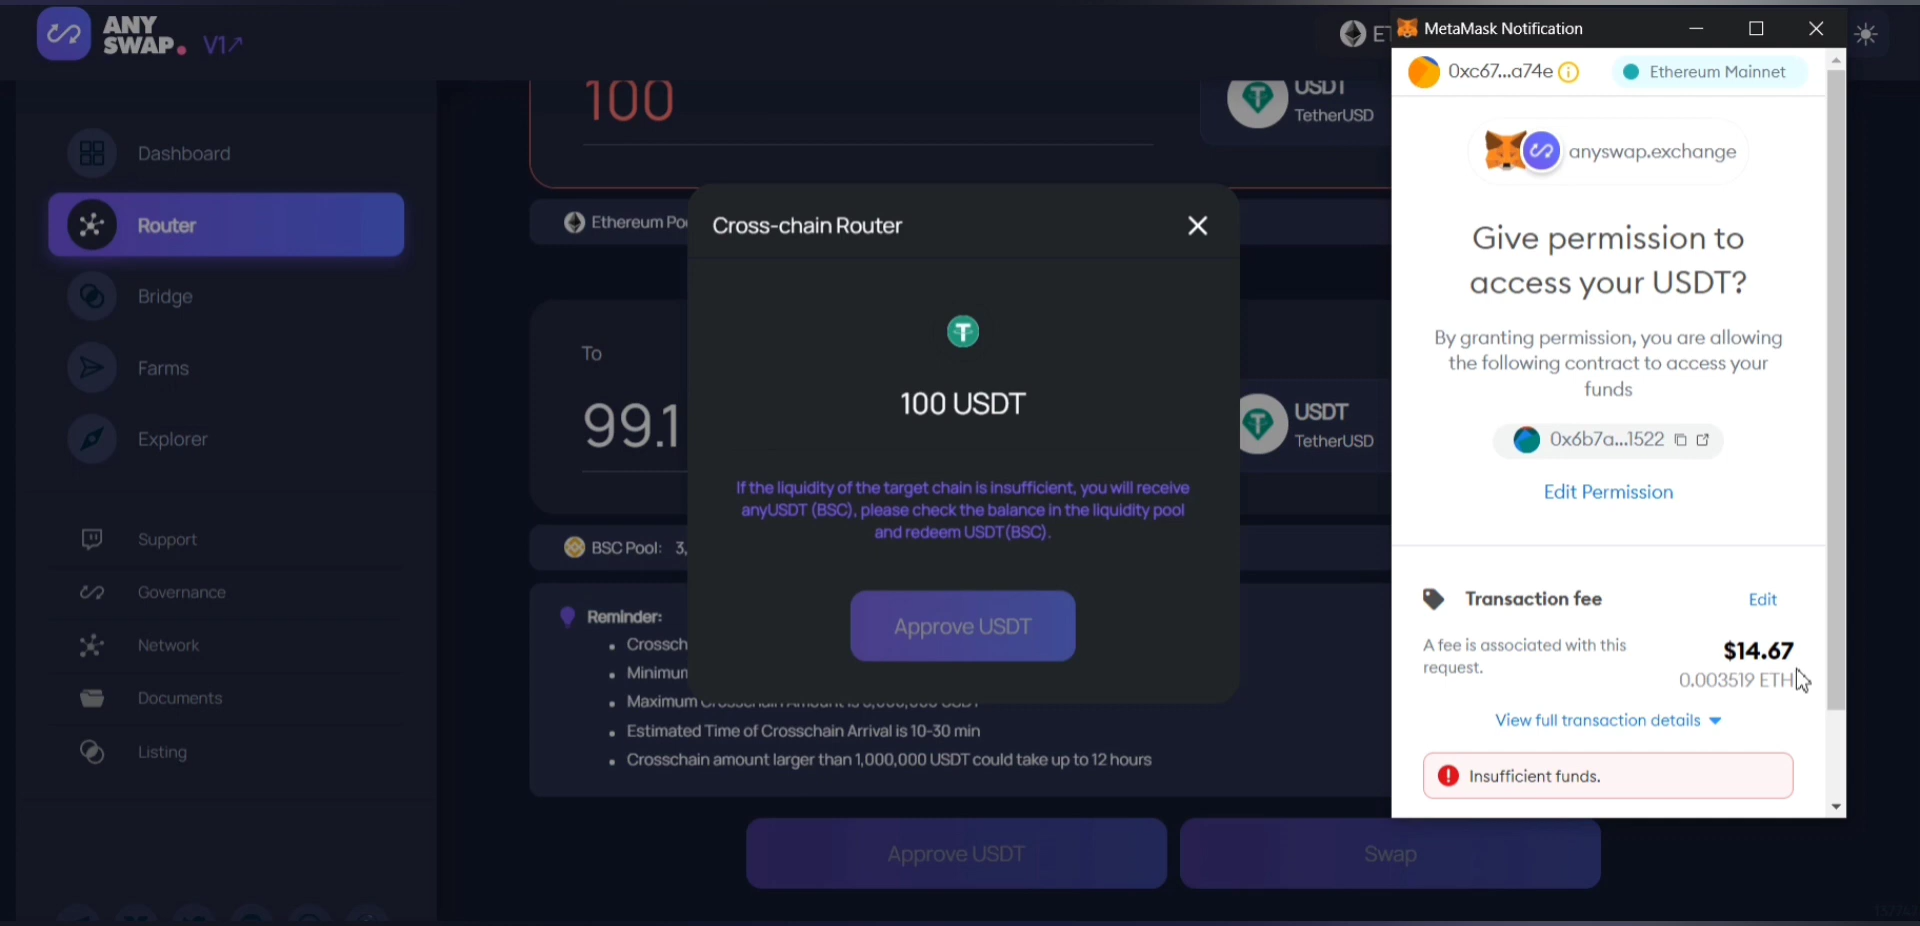 ANY
SWAP.
V1↗
Dashboard
Router
Bridge
Farms
Explorer
Support
Governance
Network
Documents
Listing
100
USDT
TetherUSD
Ethereum
To
99.1
USDT
TetherUSD
BSC Pool: 3,
Reminder:
Minimum
Maximum
Estimated Time of Crosschain Arrival is 10-30 min
Crosschain amount larger than 1,000,000 USDT could take up to 12 hours
Approve USDT
Swap
Cross-chain Router
100 USDT
If the liquidity of the target chain is insufficient, you will receive
anyUSDT (BSC), please check the balance in the liquidity pool
and redeem USDT(BSC).
Approve USDT
MetaMask Notification
0xc67...a74e
Ethereum Mainnet
anyswap.exchange
Give permission to
access your USDT?
By granting permission, you are allowing
the following contract to access your
funds
0x6b7a...1522
Edit Permission
Transaction fee
Edit
A fee is associated with this
request.
$14.67
0.003519 ETH
View full transaction details
Insufficient funds.